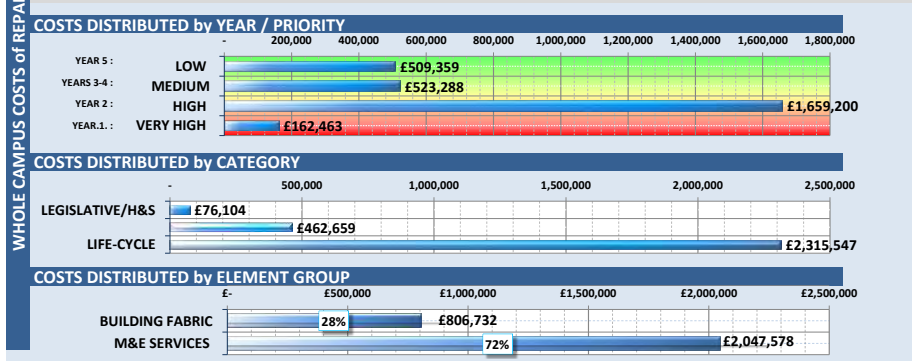 WHOLE CAMPUS COSTS of REPAI
COSTS DISTRIBUTED by YEAR / PRIORITY
- 200,000 400,000 600,000 800,000 1,000,000 1,200,000 1,400,000 1,600,000 1,800,000
YEAR 5 : LOW £509,359
YEARS 3-4 : MEDIUM £523,288
YEAR 2 : HIGH £1,659,200
YEAR.1. : VERY HIGH £162,463
COSTS DISTRIBUTED by CATEGORY
- 500,000 1,000,000 1,500,000 2,000,000 2,500,000
LEGISLATIVE/H&S £76,104
£462,659
LIFE-CYCLE £2,315,547
COSTS DISTRIBUTED by ELEMENT GROUP
£- £500,000 £1,000,000 £1,500,000 £2,000,000 £2,500,000
BUILDING FABRIC 28% £806,732
M&E SERVICES 72% £2,047,578